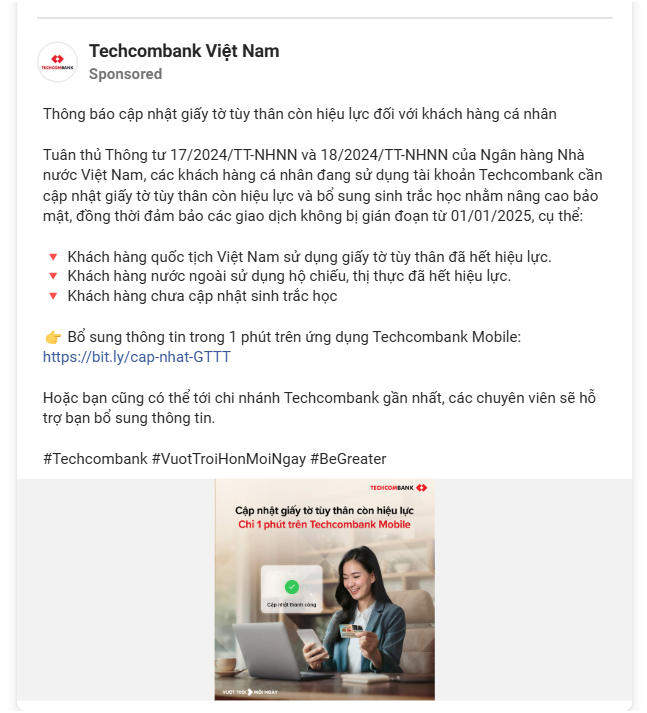 Techcombank Việt Nam
TECHCOMBANK
Sponsored
Thông báo cập nhật giấy tờ tùy thân còn hiệu lực đối với khách hàng cá nhân
Tuân thủ Thông tư 17/2024/TT-NHNN và 18/2024/TT-NHNN của Ngân hàng Nhà
nước Việt Nam, các khách hàng cá nhân đang sử dụng tài khoản Techcombank cần
cập nhật giấy tờ tùy thân còn hiệu lực và bổ sung sinh trắc học nhằm nâng cao bảo
mật, đồng thời đảm bảo các giao dịch không bị gián đoạn từ 01/01/2025, cụ thể:
🔻 Khách hàng quốc tịch Việt Nam sử dụng giấy tờ tùy thân đã hết hiệu lực.
🔻 Khách hàng nước ngoài sử dụng hộ chiếu, thị thực đã hết hiệu lực.
🔻 Khách hàng chưa cập nhật sinh trắc học
👉 Bổ sung thông tin trong 1 phút trên ứng dụng Techcombank Mobile:
https://bit.ly/cap-nhat-GTTT
Hoặc bạn cũng có thể tới chi nhánh Techcombank gần nhất, các chuyên viên sẽ hỗ
trợ bạn bổ sung thông tin.
#Techcombank #VuotTroiHonMoiNgay #BeGreater
TECHCOMBANK
Cập nhật giấy tờ tùy thân còn hiệu lực
Chỉ 1 phút trên Techcombank Mobile
Cập nhật thành công
VƯỢT TRỘI MỖI NGÀY